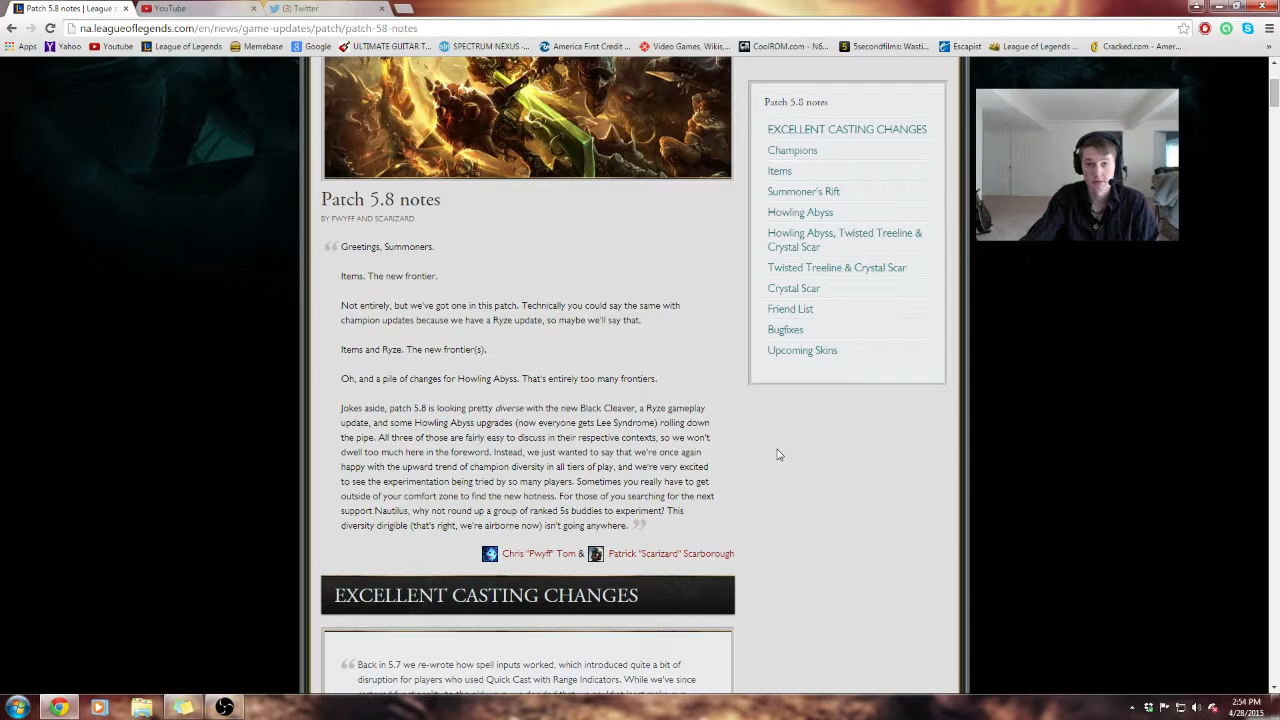 Patch 5.8 notes | League o
YouTube
(3) Twitter
na.leagueoflegends.com/en/news/game-updates/patch/patch-58-notes
Apps
Yahoo
Youtube
League of Legends
Memebase
Google
ULTIMATE GUITAR T...
SPECTRUM NEXUS -...
America First Credit ...
Video Games, Wikis,...
CoolROM.com - N6...
5secondfilms: Wasti...
Escapist
League of Legends ...
Cracked.com - Amer...
»
Patch 5.8 notes
BY PWYFF AND SCARIZARD
Greetings, Summoners.
Items. The new frontier.
Not entirely, but we've got one in this patch. Technically you could say the same with
champion updates because we have a Ryze update, so maybe we'll say that.
Items and Ryze. The new frontier(s).
Oh, and a pile of changes for Howling Abyss. That's entirely too many frontiers.
Jokes aside, patch 5.8 is looking pretty diverse with the new Black Cleaver, a Ryze gameplay
update, and some Howling Abyss upgrades (now everyone gets Lee Syndrome) rolling down
the pipe. All three of those are fairly easy to discuss in their respective contexts, so we won't
dwell too much here in the foreword. Instead, we just wanted to say that we're once again
happy with the upward trend of champion diversity in all tiers of play, and we're very excited
to see the experimentation being tried by so many players. Sometimes you really have to get
outside of your comfort zone to find the new hotness. For those of you searching for the next
support Nautilus, why not round up a group of ranked 5s buddies to experiment? This
diversity dirigible (that's right, we're airborne now) isn't going anywhere.
Chris "Pwyff" Tom & Patrick "Scarizard" Scarborough
EXCELLENT CASTING CHANGES
Back in 5.7 we re-wrote how spell inputs worked, which introduced quite a bit of
disruption for players who used Quick Cast with Range Indicators. While we've since
Patch 5.8 notes
EXCELLENT CASTING CHANGES
Champions
Items
Summoner's Rift
Howling Abyss
Howling Abyss, Twisted Treeline &
Crystal Scar
Twisted Treeline & Crystal Scar
Crystal Scar
Friend List
Bugfixes
Upcoming Skins
2:54 PM
4/28/2015